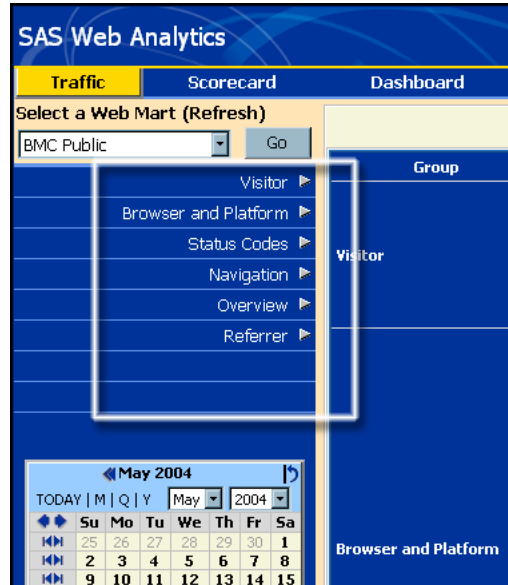 SAS Web Analytics
Traffic Scorecard Dashboard
Select a Web Mart (Refresh)
BMC Public Go
Group
Visitor
Browser and Platform
Status Codes
Visitor
Navigation
Overview
Referrer
May 2004
TODAY | M | Q | Y May 2004
Su Mo Tu We Th Fr Sa
25 26 27 28 29 30 1
2 3 4 5 6 7 8
Browser and Platform
9 10 11 12 13 14 15